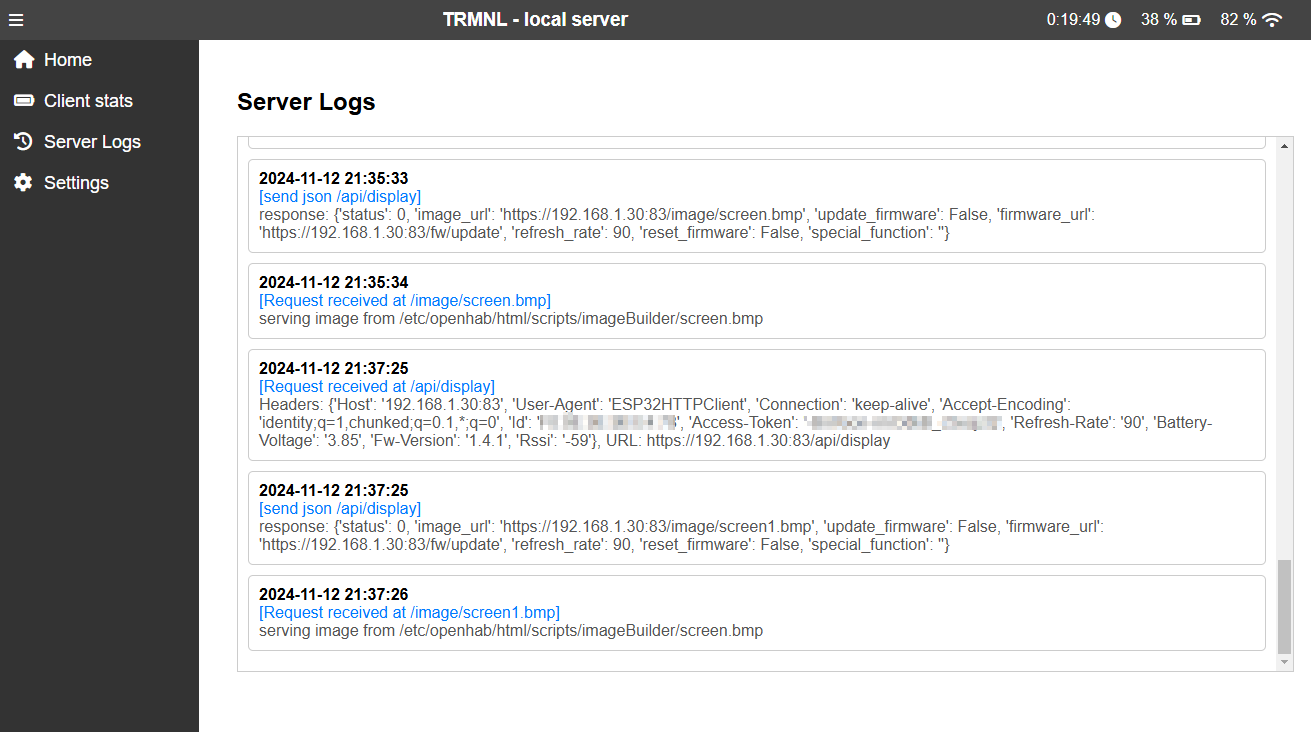 TRMNL - local server
0:19:49
38 %
82 %
Home
Client stats
Server Logs
Settings
Server Logs
2024-11-12 21:35:33
[send json /api/display]
response: {'status': 0, 'image_url': 'https://192.168.1.30:83/image/screen.bmp', 'update_firmware': False, 'firmware_url':
'https://192.168.1.30:83/fw/update', 'refresh_rate': 90, 'reset_firmware': False, 'special_function': ''}
2024-11-12 21:35:34
[Request received at /image/screen.bmp]
serving image from /etc/openhab/html/scripts/imageBuilder/screen.bmp
2024-11-12 21:37:25
[Request received at /api/display]
Headers: {'Host': '192.168.1.30:83', 'User-Agent': 'ESP32HTTPClient', 'Connection': 'keep-alive', 'Accept-Encoding':
'identity;q=1,chunked;q=0.1,*;q=0', 'Id': ' ', 'Access-Token': ' ', 'Refresh-Rate': '90', 'Battery-
Voltage': '3.85', 'Fw-Version': '1.4.1', 'Rssi': '-59'}, URL: https://192.168.1.30:83/api/display
2024-11-12 21:37:25
[send json /api/display]
response: {'status': 0, 'image_url': 'https://192.168.1.30:83/image/screen1.bmp', 'update_firmware': False, 'firmware_url':
'https://192.168.1.30:83/fw/update', 'refresh_rate': 90, 'reset_firmware': False, 'special_function': ''}
2024-11-12 21:37:26
[Request received at /image/screen1.bmp]
serving image from /etc/openhab/html/scripts/imageBuilder/screen.bmp